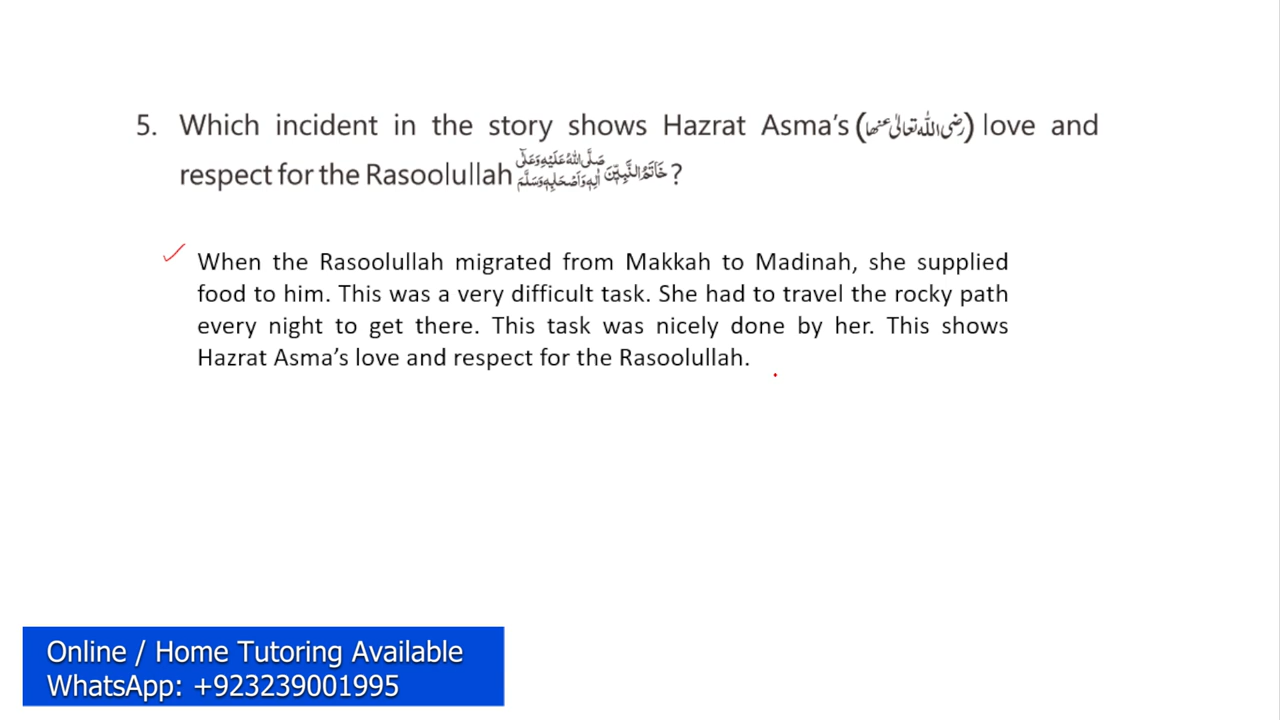 5. Which incident in the story shows Hazrat Asma's (رضی اللہ تعالیٰ عنھا) love and
respect for the Rasoolullah خَاتَمُ النَّبِیّٖنَ صَلَّی اللہُ عَلَیْہِ وَعَلٰٓی اٰلِہٖ وَاَصْحَابِہٖ وَسَلَّمَ ?
When the Rasoolullah migrated from Makkah to Madinah, she supplied
food to him. This was a very difficult task. She had to travel the rocky path
every night to get there. This task was nicely done by her. This shows
Hazrat Asma’s love and respect for the Rasoolullah.
Online / Home Tutoring Available
WhatsApp: +923239001995